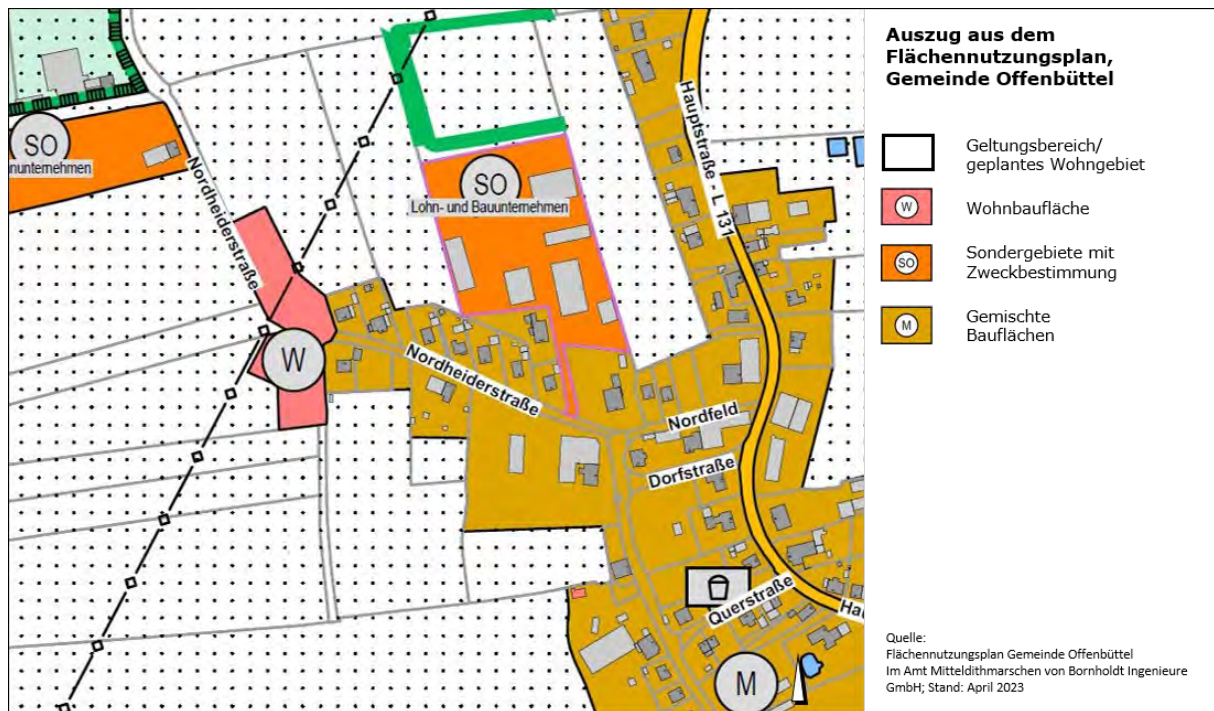 Auszug aus dem
Flächennutzungsplan,
Gemeinde Offenbüttel
Geltungsbereich/
geplantes Wohngebiet
W
Wohnbaufläche
SO
Sondergebiete mit
Zweckbestimmung
M
Gemischte
Bauflächen
SO
nunternehmen
Nordheiderstraße
SO
Lohn- und Bauunternehmen
Hauptstraße - L 131
W
Nordheiderstraße
Nordfeld
Dorfstraße
Querstraße
Hau
M
Quelle:
Flächennutzungsplan Gemeinde Offenbüttel
Im Amt Mitteldithmarschen von Bornholdt Ingenieure
GmbH; Stand: April 2023